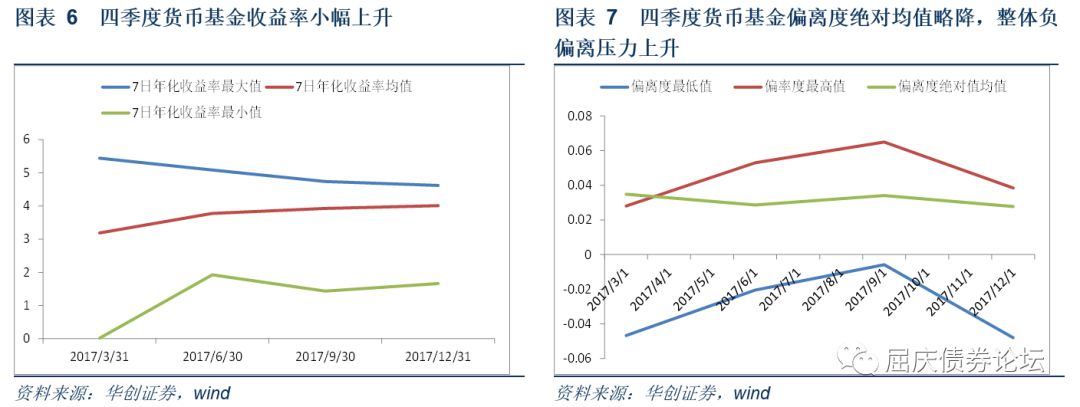 图表 6 四季度货币基金收益率小幅上升
7日年化收益率最大值
7日年化收益率均值
7日年化收益率最小值
6
5
4
3
2
1
0
2017/3/31
2017/6/30
2017/9/30
2017/12/31
资料来源：华创证券，wind
图表 7 四季度货币基金偏离度绝对均值略降，整体负
偏离压力上升
偏离度最低值
偏率度最高值
偏离度绝对值均值
0.08
0.06
0.04
0.02
0
-0.02
-0.04
-0.06
2017/3/1
2017/4/1
2017/5/1
2017/6/1
2017/7/1
2017/8/1
2017/9/1
2017/10/1
2017/11/1
2017/12/1
屈庆债券论坛
资料来源：华创证券，wind